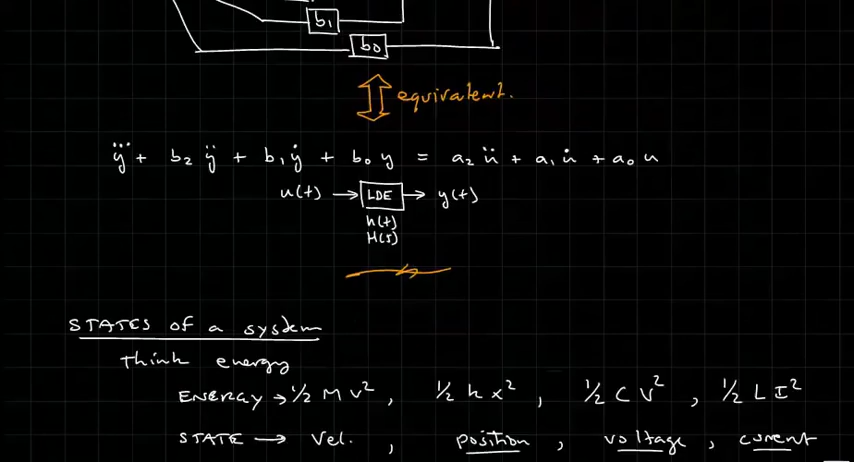 b₁
b₀
equivalent.
y⃛ + b₂ ÿ + b₁ ẏ + b₀ y = a₂ ü + a₁ u̇ + a₀ u
u(t) → LDE → y(t)
h(t)
H(s)
STATES of a system
think energy
ENERGY → 1/2 M v², 1/2 k x², 1/2 C V², 1/2 L I²
STATE → Vel., position, voltage, current